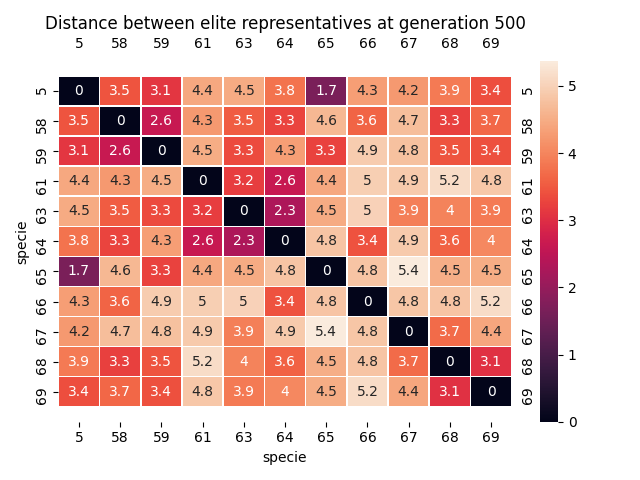 Distance between elite representatives at generation 500
5 58 59 61 63 64 65 66 67 68 69
5 0 3.5 3.1 4.4 4.5 3.8 1.7 4.3 4.2 3.9 3.4 5
58 3.5 0 2.6 4.3 3.5 3.3 4.6 3.6 4.7 3.3 3.7 58
59 3.1 2.6 0 4.5 3.3 4.3 3.3 4.9 4.8 3.5 3.4 59
61 4.4 4.3 4.5 0 3.2 2.6 4.4 5 4.9 5.2 4.8 61
63 4.5 3.5 3.3 3.2 0 2.3 4.5 5 3.9 4 3.9 63
64 3.8 3.3 4.3 2.6 2.3 0 4.8 3.4 4.9 3.6 4 64
65 1.7 4.6 3.3 4.4 4.5 4.8 0 4.8 5.4 4.5 4.5 65
66 4.3 3.6 4.9 5 5 3.4 4.8 0 4.8 4.8 5.2 66
67 4.2 4.7 4.8 4.9 3.9 4.9 5.4 4.8 0 3.7 4.4 67
68 3.9 3.3 3.5 5.2 4 3.6 4.5 4.8 3.7 0 3.1 68
69 3.4 3.7 3.4 4.8 3.9 4 4.5 5.2 4.4 3.1 0 69
5 58 59 61 63 64 65 66 67 68 69
specie
specie
5
4
3
2
1
0